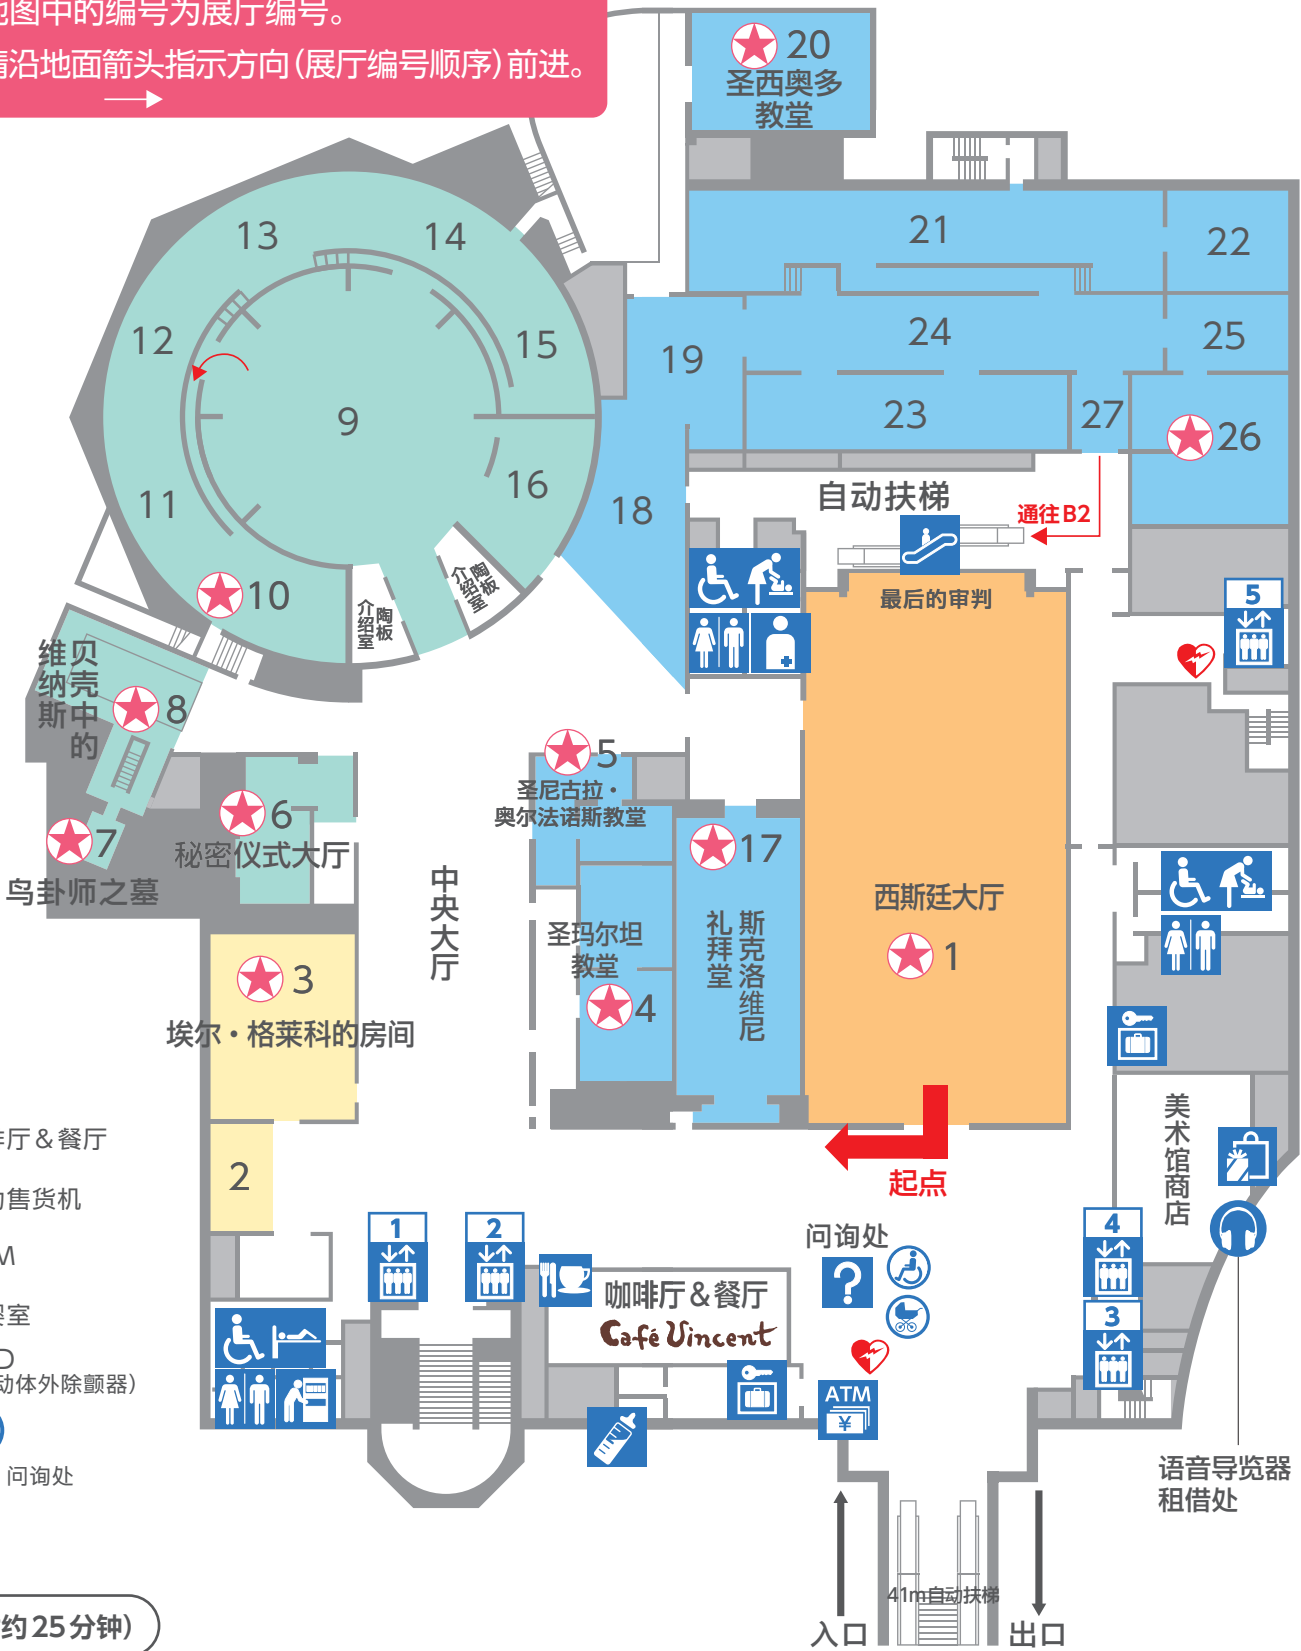 地图中的编号为展厅编号。
请沿地面箭头指示方向(展厅编号顺序)前进。
20
圣西奥多
教堂
13
14
21
22
12
15
19
24
25
9
23
27
26
11
16
18
自动扶梯
通往B2
10
介绍室
陶板
介绍室
陶板
最后的审判
5
贝壳中的
维纳斯
8
5
圣尼古拉・
奥尔法诺斯教堂
6
秘密仪式大厅
7
鸟卦师之墓
17
中央大厅
西斯廷大厅
1
斯克洛维尼
礼拜堂
圣玛尔坦
教堂
4
3
埃尔・格莱科的房间
2
起点
美术馆商店
啡厅&餐厅
动售货机
M
婴室
D
动体外除颤器)
问询处
1
2
问询处
4
3
咖啡厅&餐厅
Café Vincent
ATM
¥
语音导览器
租借处
41m自动扶梯
约25分钟)
入口
出口